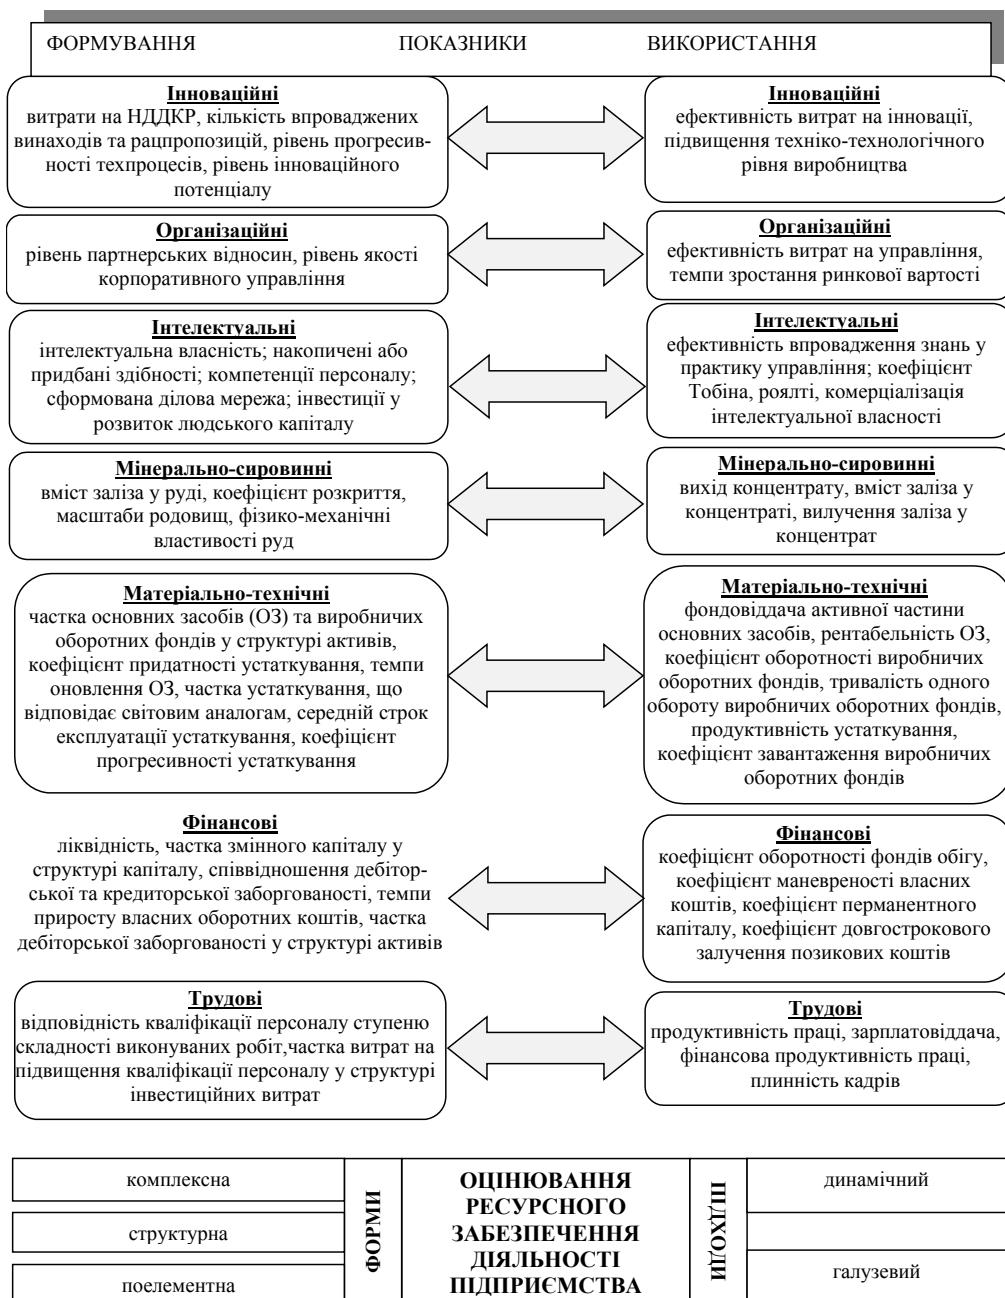 ФОРМУВАННЯ ПОКАЗНИКИ ВИКОРИСТАННЯ
Інноваційні
витрати на НДДКР, кількість впроваджених
винаходів та рацпропозицій, рівень прогресив-
ності техпроцесів, рівень інноваційного
потенціалу
Інноваційні
ефективність витрат на інновації,
підвищення техніко-технологічного
рівня виробництва
Організаційні
рівень партнерських відносин, рівень якості
корпоративного управління
Організаційні
ефективність витрат на управління,
темпи зростання ринкової вартості
Інтелектуальні
інтелектуальна власність; накопичені або
придбані здібності; компетенції персоналу;
сформована ділова мережа; інвестиції у
розвиток людського капіталу
Інтелектуальні
ефективність впровадження знань у
практику управління; коефіцієнт
Тобіна, роялті, комерціалізація
інтелектуальної власності
Мінерально-сировинні
вміст заліза у руді, коефіцієнт розкриття,
масштаби родовищ, фізико-механічні
властивості руд
Мінерально-сировинні
вихід концентрату, вміст заліза у
концентраті, вилучення заліза у
концентрат
Матеріально-технічні
частка основних засобів (ОЗ) та виробничих
оборотних фондів у структурі активів,
коефіцієнт придатності устаткування, темпи
оновлення ОЗ, частка устаткування, що
відповідає світовим аналогам, середній строк
експлуатації устаткування, коефіцієнт
прогресивності устаткування
Матеріально-технічні
фондовіддача активної частини
основних засобів, рентабельність ОЗ,
коефіцієнт оборотності виробничих
оборотних фондів, тривалість одного
обороту виробничих оборотних фондів,
продуктивність устаткування,
коефіцієнт завантаження виробничих
оборотних фондів
Фінансові
ліквідність, частка змінного капіталу у
структурі капіталу, співвідношення дебітор-
ської та кредиторської заборгованості, темпи
приросту власних оборотних коштів, частка
дебіторської заборгованості у структурі активів
Фінансові
коефіцієнт оборотності фондів обігу,
коефіцієнт маневреності власних
коштів, коефіцієнт перманентного
капіталу, коефіцієнт довгострокового
залучення позикових коштів
Трудові
відповідність кваліфікації персоналу ступеню
складності виконуваних робіт,частка витрат на
підвищення кваліфікації персоналу у структурі
інвестиційних витрат
Трудові
продуктивність праці, зарплатовіддача,
фінансова продуктивність праці,
плинність кадрів
комплексна
структурна
поелементна
ФОРМИ
ОЦІНЮВАННЯ
РЕСУРСНОГО
ЗАБЕЗПЕЧЕННЯ
ДІЯЛЬНОСТІ
ПІДПРИЄМСТВА
ПІДХОДИ
динамічний
галузевий